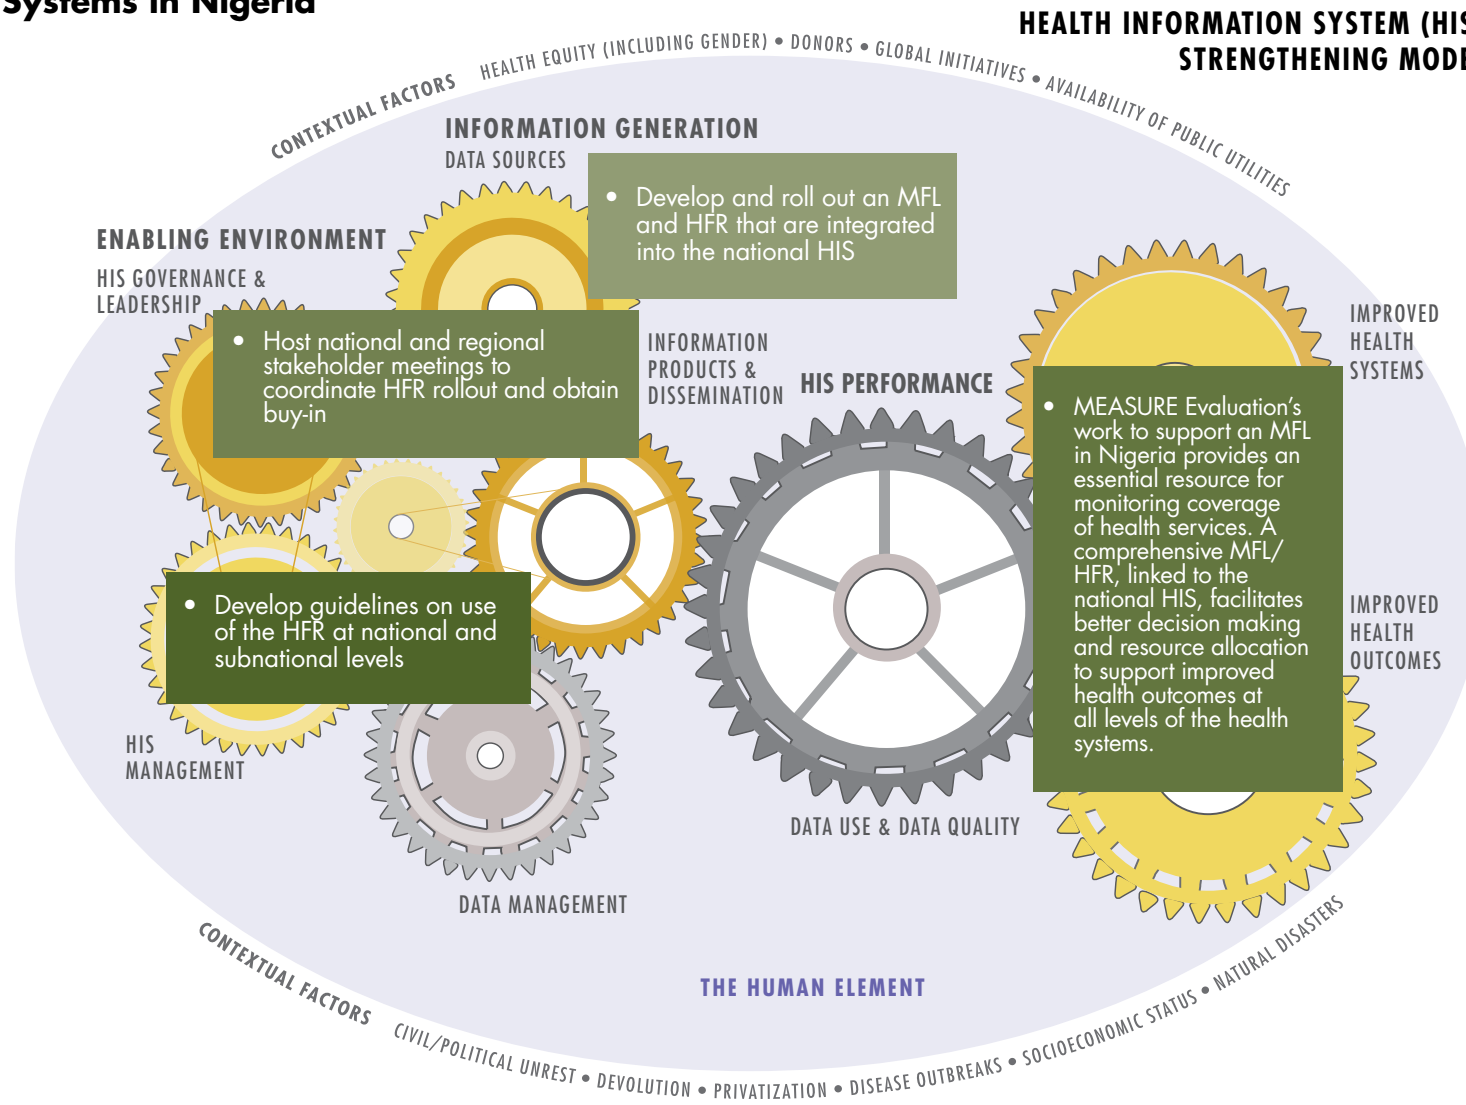 Systems in Nigeria
HEALTH INFORMATION SYSTEM (HIS
STRENGTHENING MODE
CONTEXTUAL FACTORS HEALTH EQUITY (INCLUDING GENDER) • DONORS • GLOBAL INITIATIVES • AVAILABILITY OF PUBLIC UTILITIES
INFORMATION GENERATION
DATA SOURCES
• Develop and roll out an MFL
and HFR that are integrated
into the national HIS
ENABLING ENVIRONMENT
HIS GOVERNANCE &
LEADERSHIP
• Host national and regional
stakeholder meetings to
coordinate HFR rollout and obtain
buy-in
INFORMATION
PRODUCTS &
DISSEMINATION
HIS PERFORMANCE
IMPROVED
HEALTH
SYSTEMS
• MEASURE Evaluation’s
work to support an MFL
in Nigeria provides an
essential resource for
monitoring coverage
of health services. A
comprehensive MFL/
HFR, linked to the
national HIS, facilitates
better decision making
and resource allocation
to support improved
health outcomes at
all levels of the health
systems.
• Develop guidelines on use
of the HFR at national and
subnational levels
IMPROVED
HEALTH
OUTCOMES
HIS
MANAGEMENT
DATA USE & DATA QUALITY
DATA MANAGEMENT
THE HUMAN ELEMENT
CONTEXTUAL FACTORS CIVIL/POLITICAL UNREST • DEVOLUTION • PRIVATIZATION • DISEASE OUTBREAKS • SOCIOECONOMIC STATUS • NATURAL DISASTERS